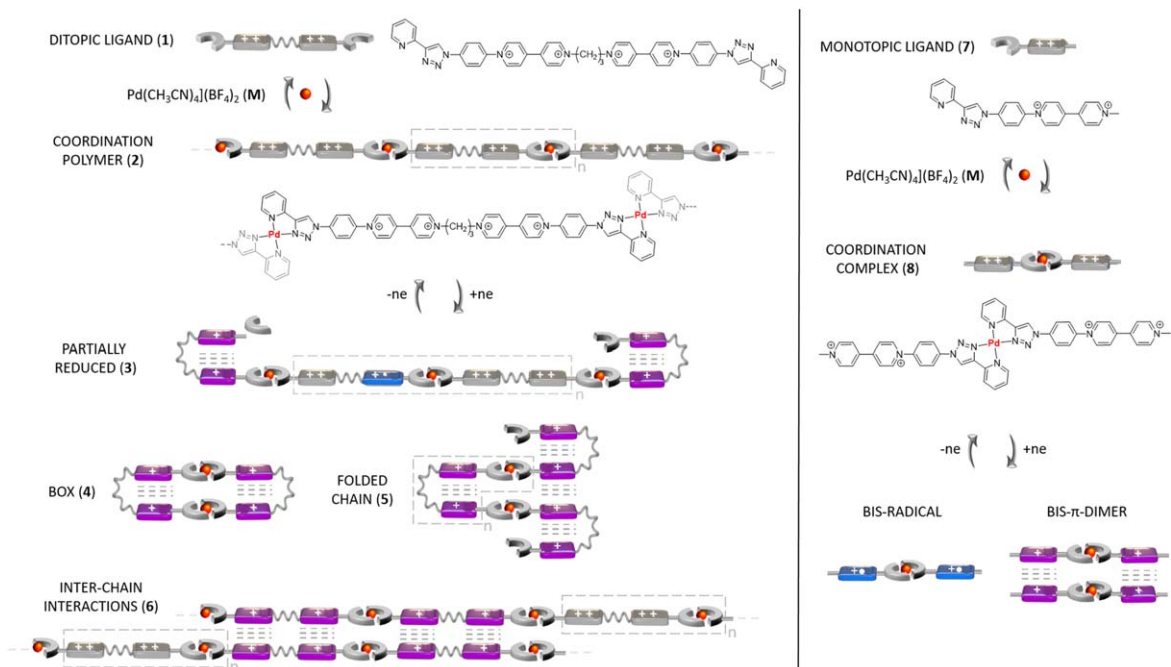 DITOPIC LIGAND (1)
Pd(CH₃CN)₄](BF₄)₂ (M)
COORDINATION
POLYMER (2)
n
-ne
+ne
PARTIALLY
REDUCED (3)
n
BOX (4)
FOLDED
CHAIN (5)
n
INTER-CHAIN
INTERACTIONS (6)
n
n
MONOTOPIC LIGAND (7)
Pd(CH₃CN)₄](BF₄)₂ (M)
COORDINATION
COMPLEX (8)
Pd
-ne
+ne
BIS-RADICAL
BIS-π-DIMER